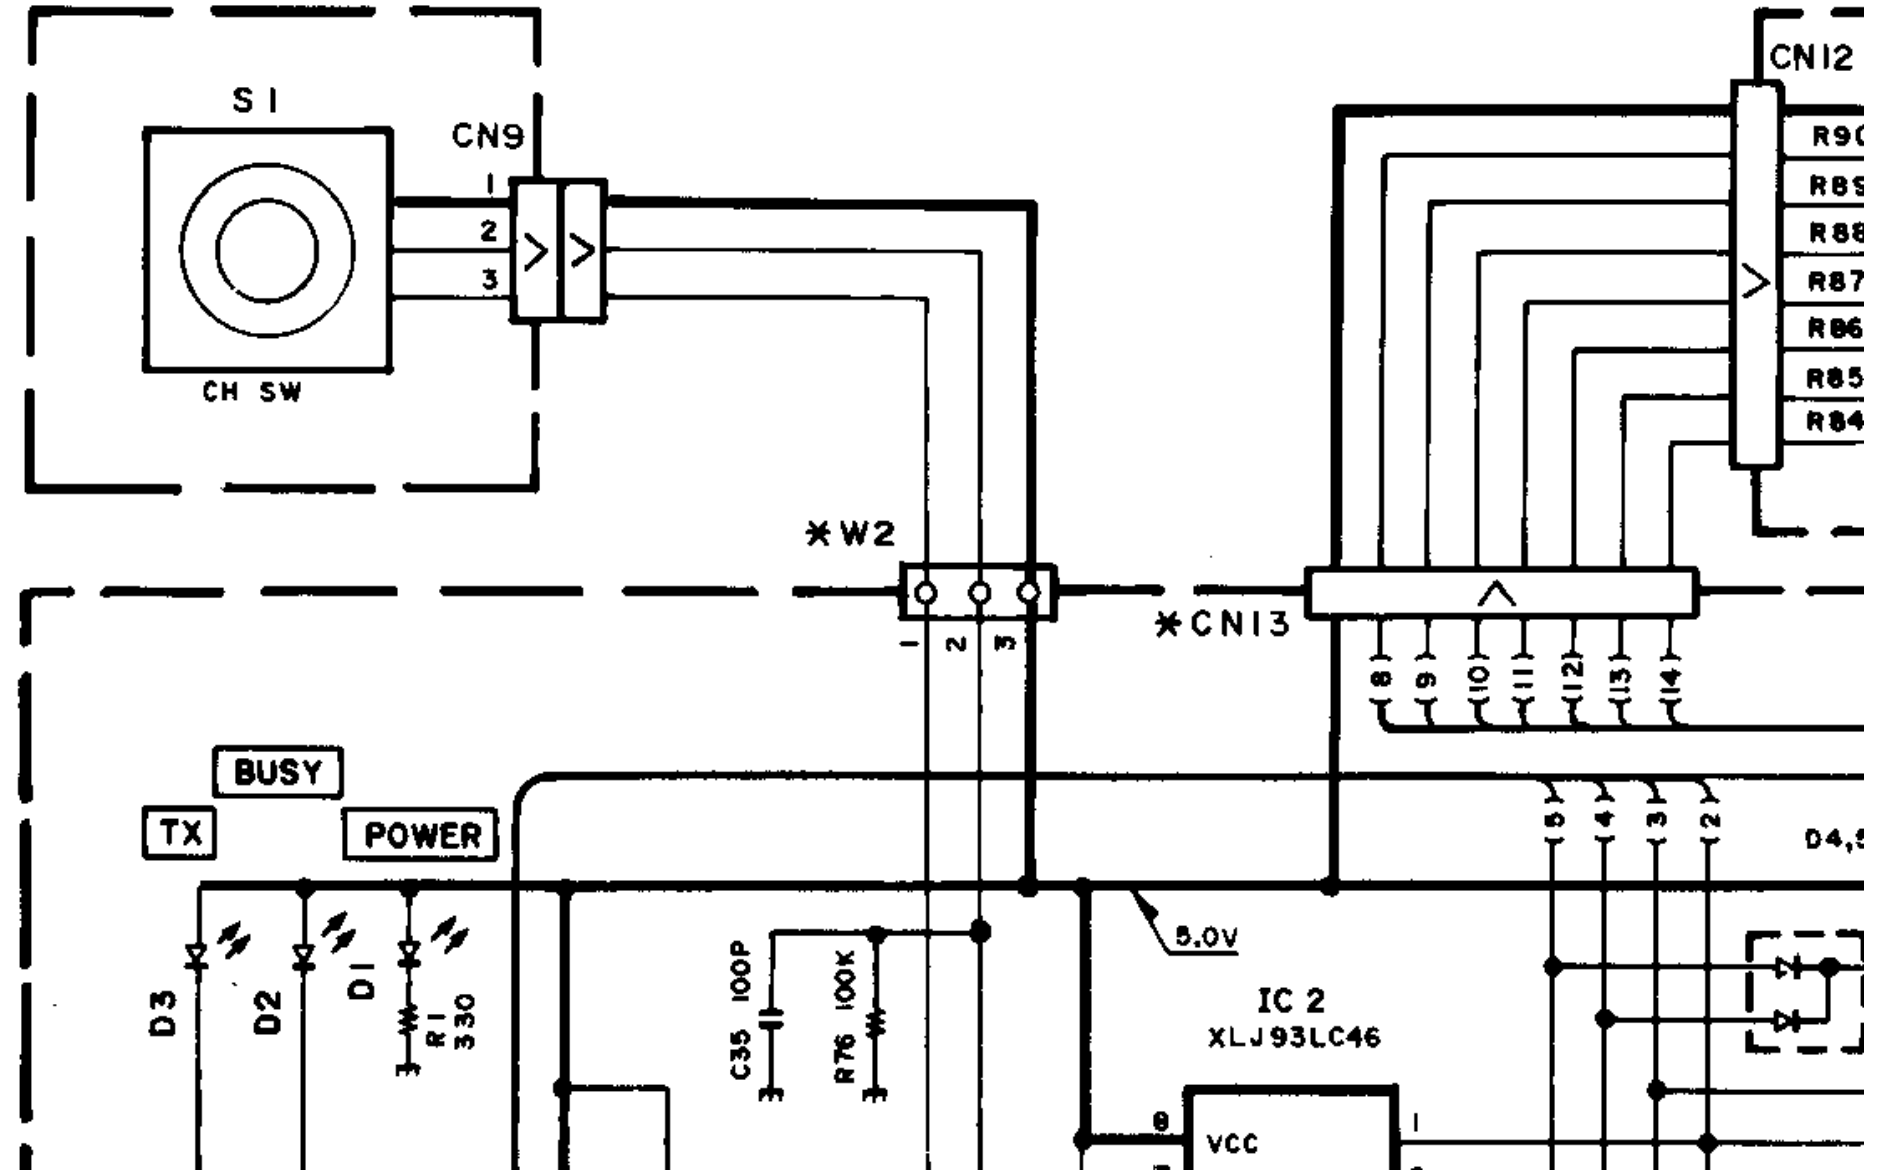 CN12
S1
CN9
R90
1
R89
2
R88
3
R87
R86
CH SW
R85
R84
*W2
*CN13
1 2 3
(8) (9) (10) (11) (12) (13) (14)
BUSY
TX
POWER
(5) (4) (3) (2)
D4,5
5.0V
D3
D2
D1
R1
330
C35 100P
R76 100K
IC 2
XLJ93LC46
8
VCC
1